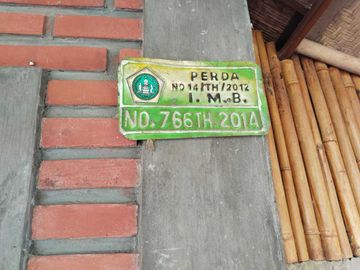 PERDA
NO 14/TH/2012
I. M. B.
NO. 766 TH 2014